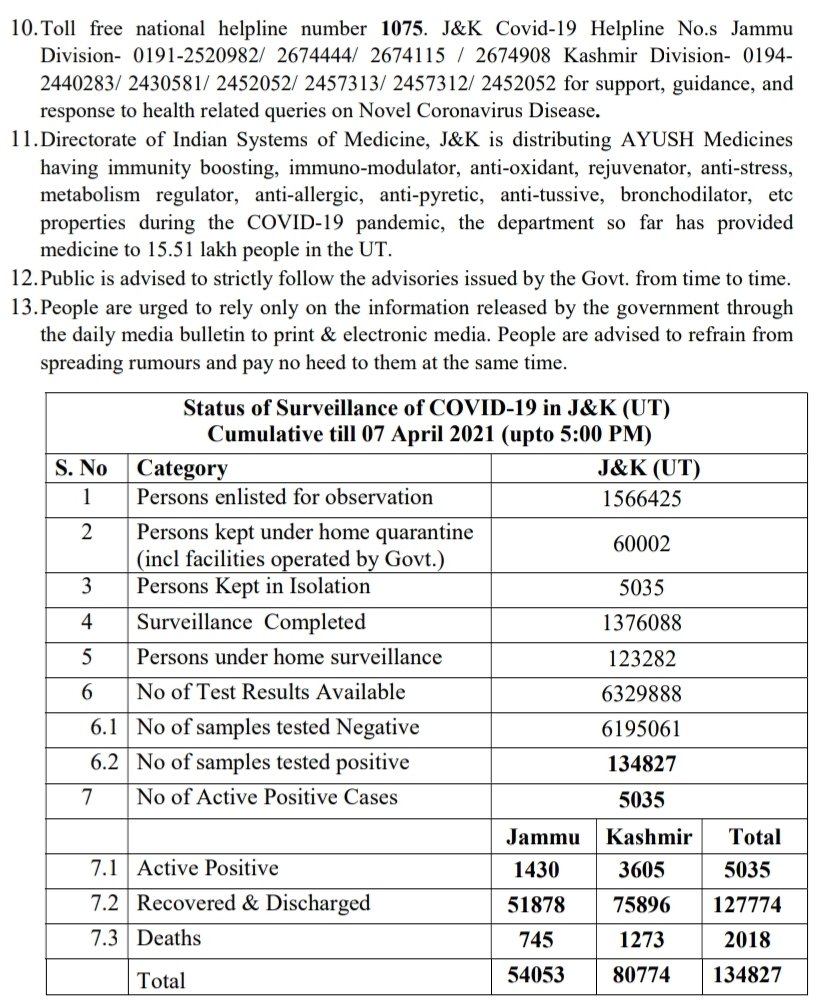 10.Toll free national helpline number 1075. J&K Covid-19 Helpline No.s Jammu
Division- 0191-2520982/ 2674444/ 2674115 / 2674908 Kashmir Division- 0194-
2440283/ 2430581/ 2452052/ 2457313/ 2457312/ 2452052 for support, guidance, and
response to health related queries on Novel Coronavirus Disease.
11.Directorate of Indian Systems of Medicine, J&K is distributing AYUSH Medicines
having immunity boosting, immuno-modulator, anti-oxidant, rejuvenator, anti-stress,
metabolism regulator, anti-allergic, anti-pyretic, anti-tussive, bronchodilator, etc
properties during the COVID-19 pandemic, the department so far has provided
medicine to 15.51 lakh people in the UT.
12.Public is advised to strictly follow the advisories issued by the Govt. from time to time.
13.People are urged to rely only on the information released by the government through
the daily media bulletin to print & electronic media. People are advised to refrain from
spreading rumours and pay no heed to them at the same time.
Status of Surveillance of COVID-19 in J&K (UT)
Cumulative till 07 April 2021 (upto 5:00 PM)
S. No Category J&K (UT)
1 Persons enlisted for observation 1566425
2 Persons kept under home quarantine
(incl facilities operated by Govt.) 60002
3 Persons Kept in Isolation 5035
4 Surveillance Completed 1376088
5 Persons under home surveillance 123282
6 No of Test Results Available 6329888
6.1 No of samples tested Negative 6195061
6.2 No of samples tested positive 134827
7 No of Active Positive Cases 5035
Jammu Kashmir Total
7.1 Active Positive 1430 3605 5035
7.2 Recovered & Discharged 51878 75896 127774
7.3 Deaths 745 1273 2018
Total 54053 80774 134827